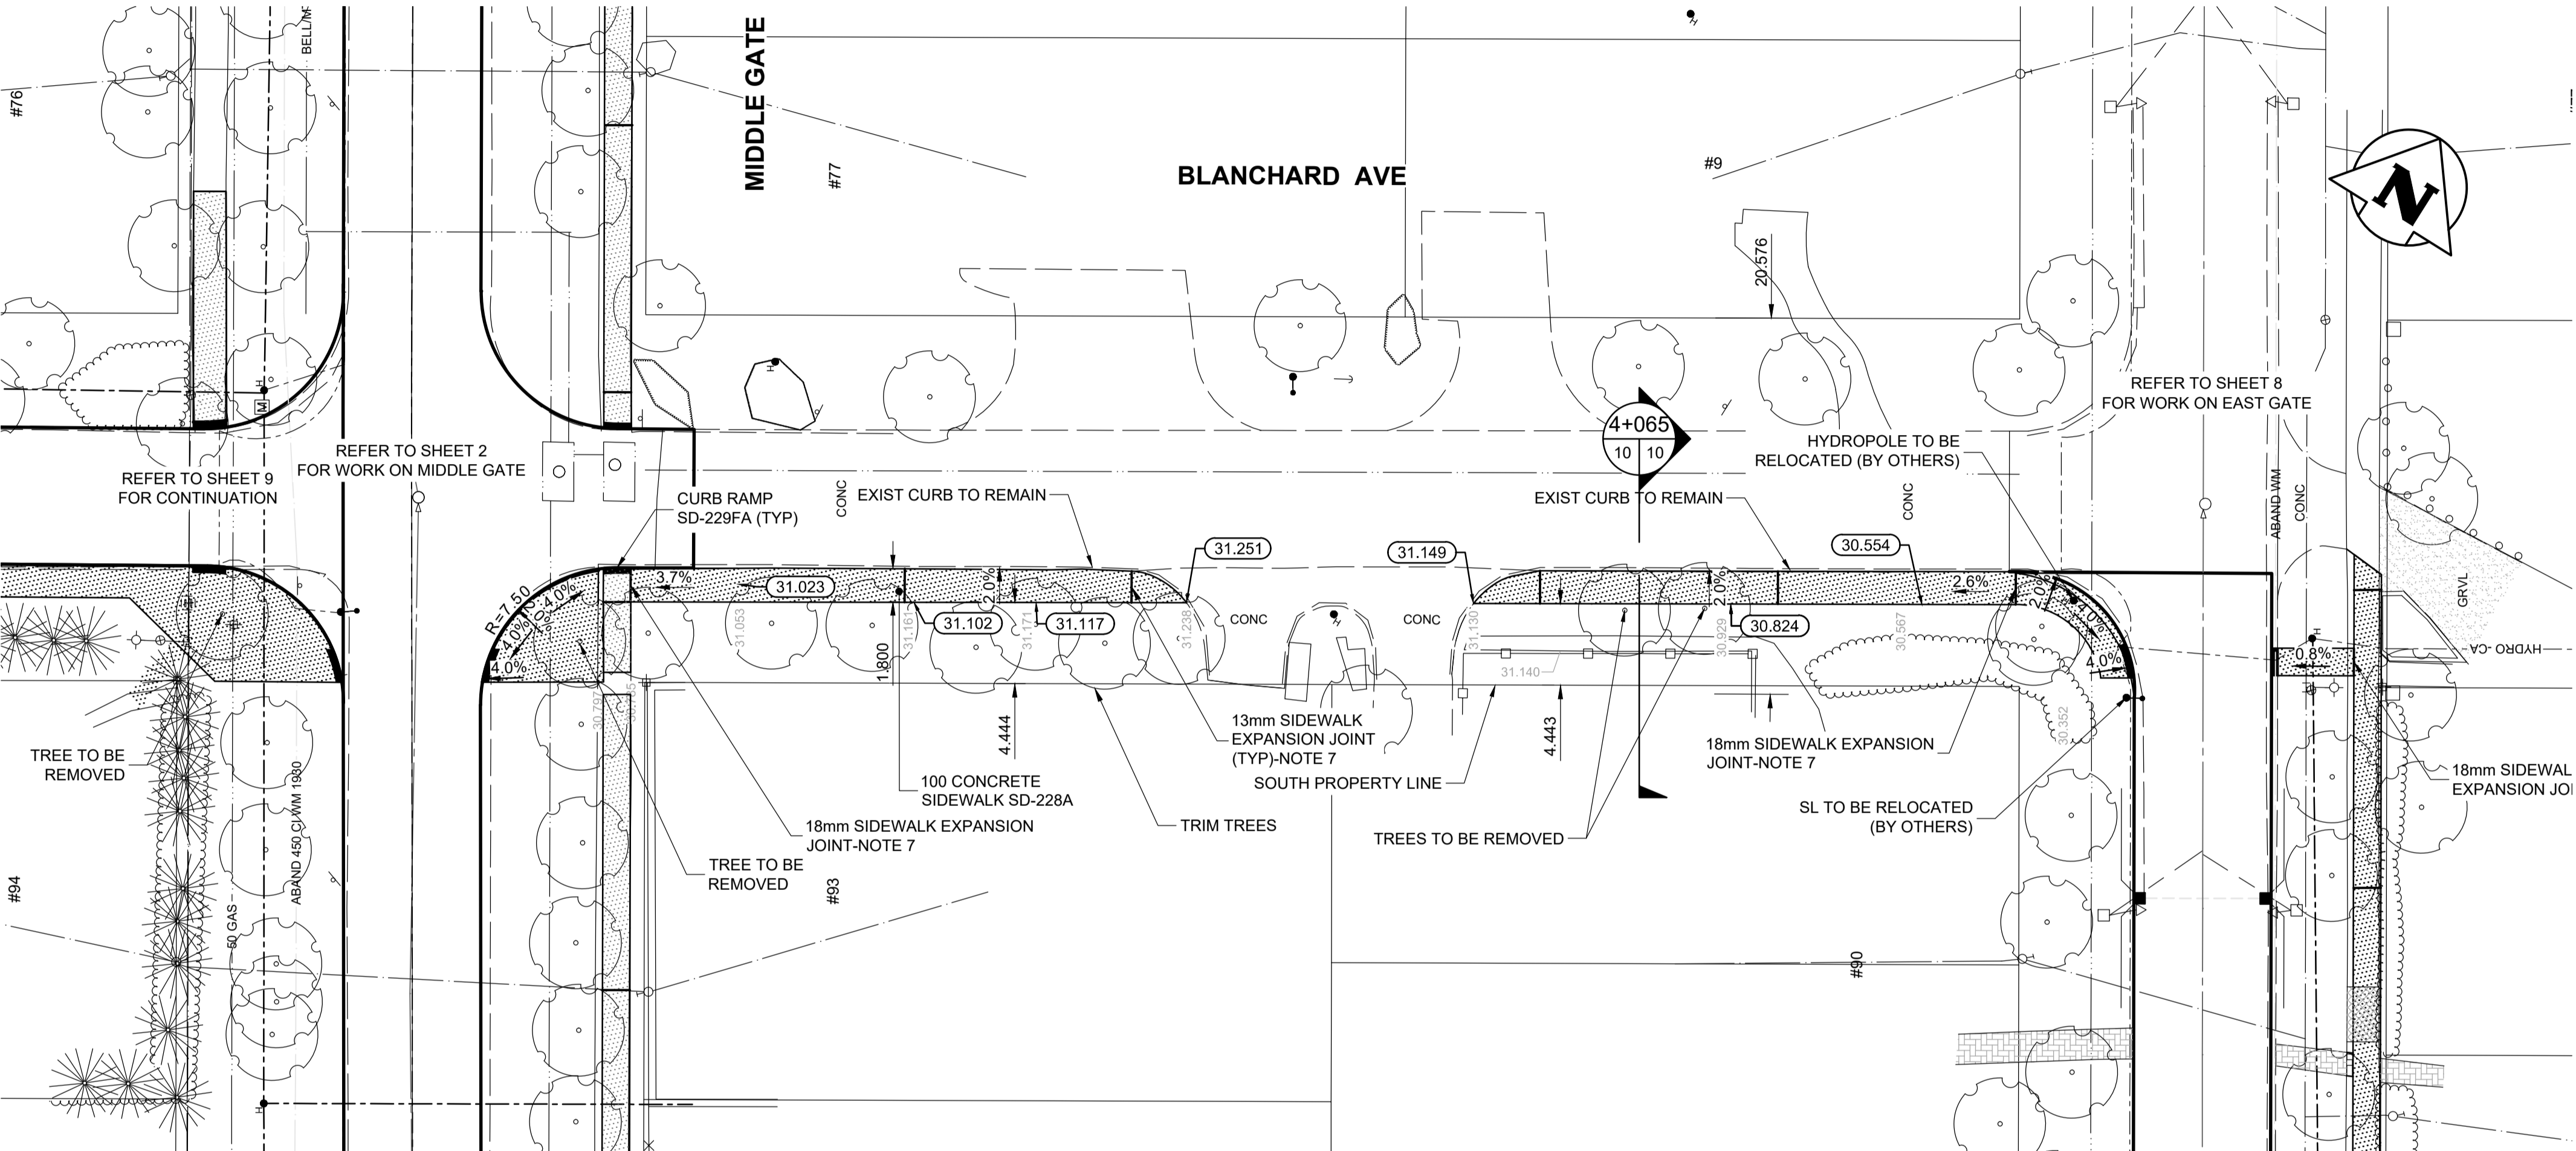 BELL/M
#76
MIDDLE GATE
#77
BLANCHARD AVE
#9
N
20.576
H
H
H
M
REFER TO SHEET 8
FOR WORK ON EAST GATE
4+065
10 10
HYDROPOLE TO BE
RELOCATED (BY OTHERS)
REFER TO SHEET 2
FOR WORK ON MIDDLE GATE
REFER TO SHEET 9
FOR CONTINUATION
CURB RAMP
SD-229FA (TYP)
CONC
EXIST CURB TO REMAIN
EXIST CURB TO REMAIN
CONC
ABAND WM
CONC
31.251
31.149
30.554
3.7%
31.023
2.0%
2.0%
2.6%
2.0%
4.0%
R=7.50
4.0%
4.0%
4.0%
4.0%
31.053
31.161
31.102
31.171
31.117
31.238
CONC
H
CONC
31.130
30.929
30.824
30.567
GRVL
HYDRO-CA
H
0.8%
1.800
31.140
30.797
30.352
4.444
4.443
13mm SIDEWALK
EXPANSION JOINT
(TYP)-NOTE 7
SOUTH PROPERTY LINE
18mm SIDEWALK EXPANSION
JOINT-NOTE 7
TREE TO BE
REMOVED
ABAND 450 CI WM 1930
100 CONCRETE
SIDEWALK SD-228A
18mm SIDEWALK EXPANSION
JOINT-NOTE 7
TRIM TREES
TREES TO BE REMOVED
SL TO BE RELOCATED
(BY OTHERS)
18mm SIDEWAL
EXPANSION JOI
TREE TO BE
REMOVED
#94
50 GAS
#93
#90
H